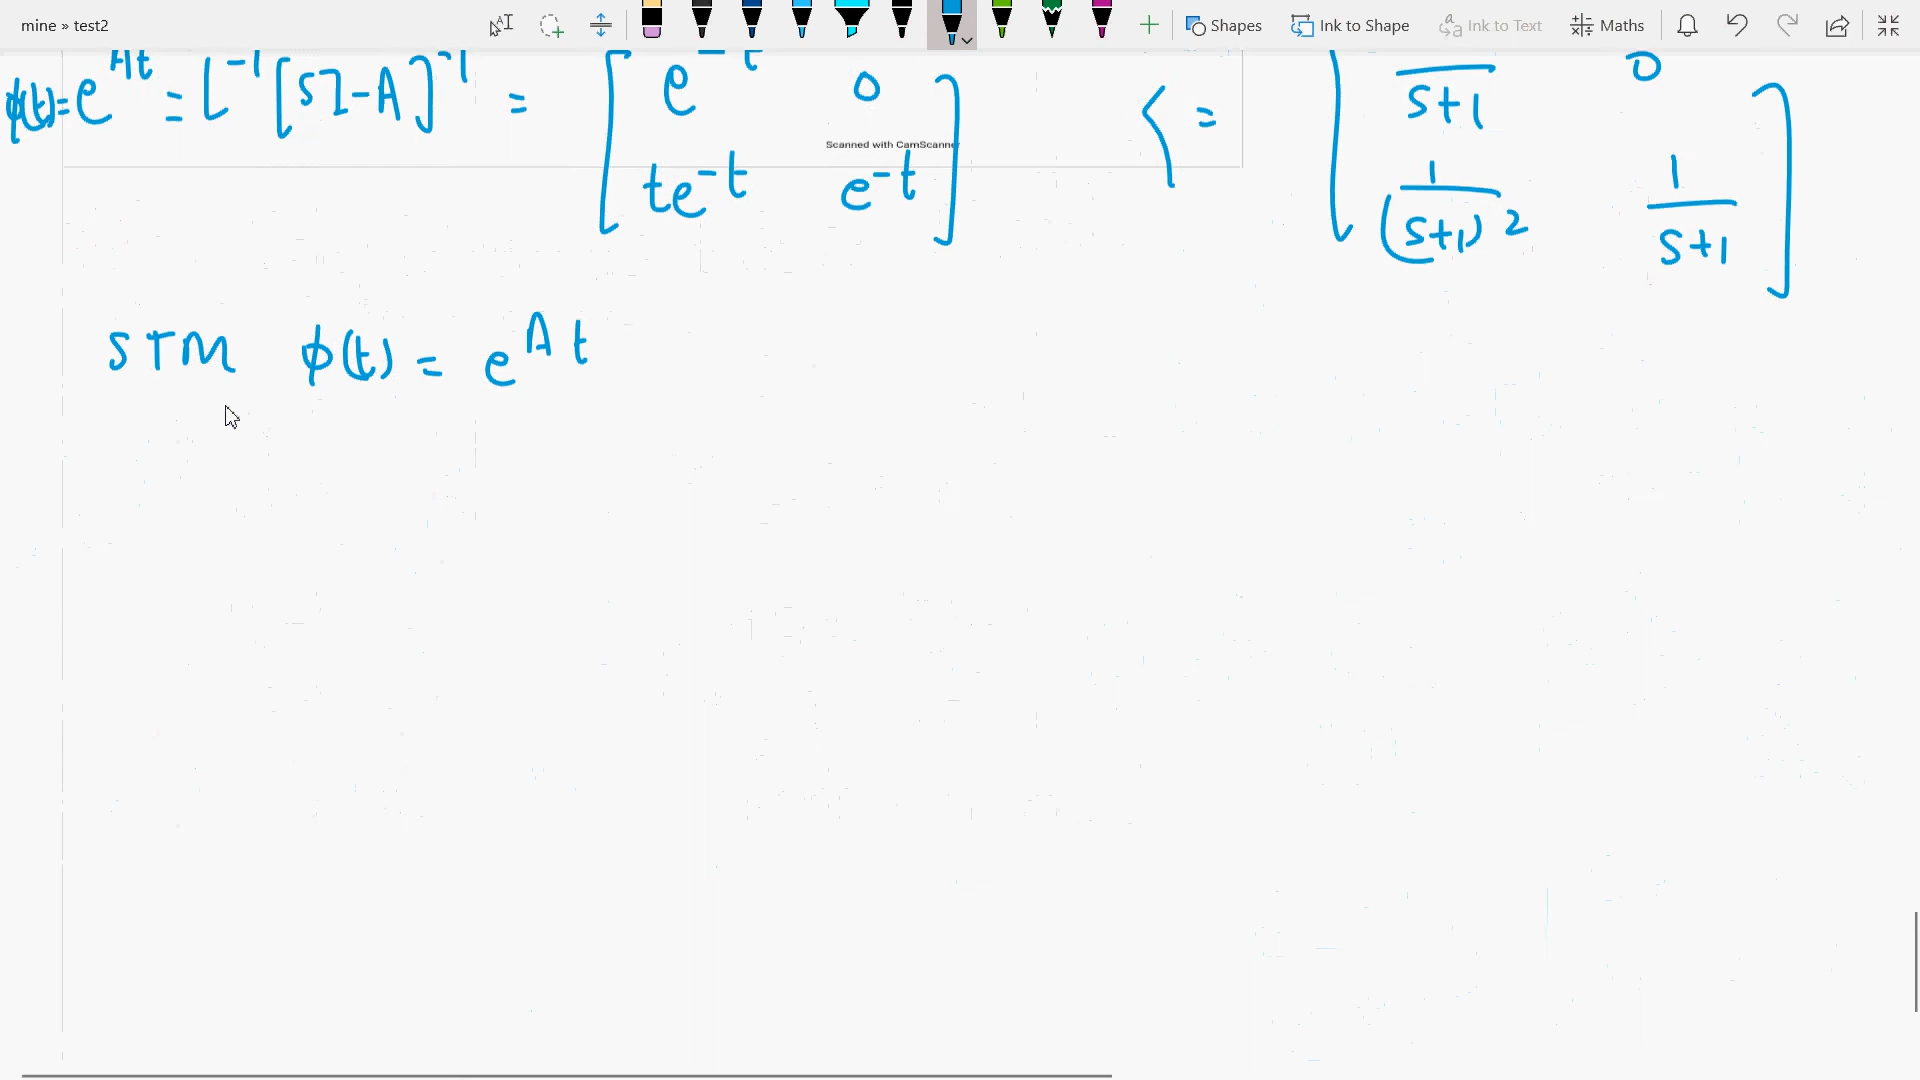 mine » test2
Shapes Ink to Shape Ink to Text Maths
ϕ(t) = e^At = L^-1 [SI-A]^-1 = [e^-t 0
te^-t e^-t]
Scanned with CamScanner
< = [ /s+1 0
1/(s+1)2 1/s+1]
STM ϕ(t) = e^At